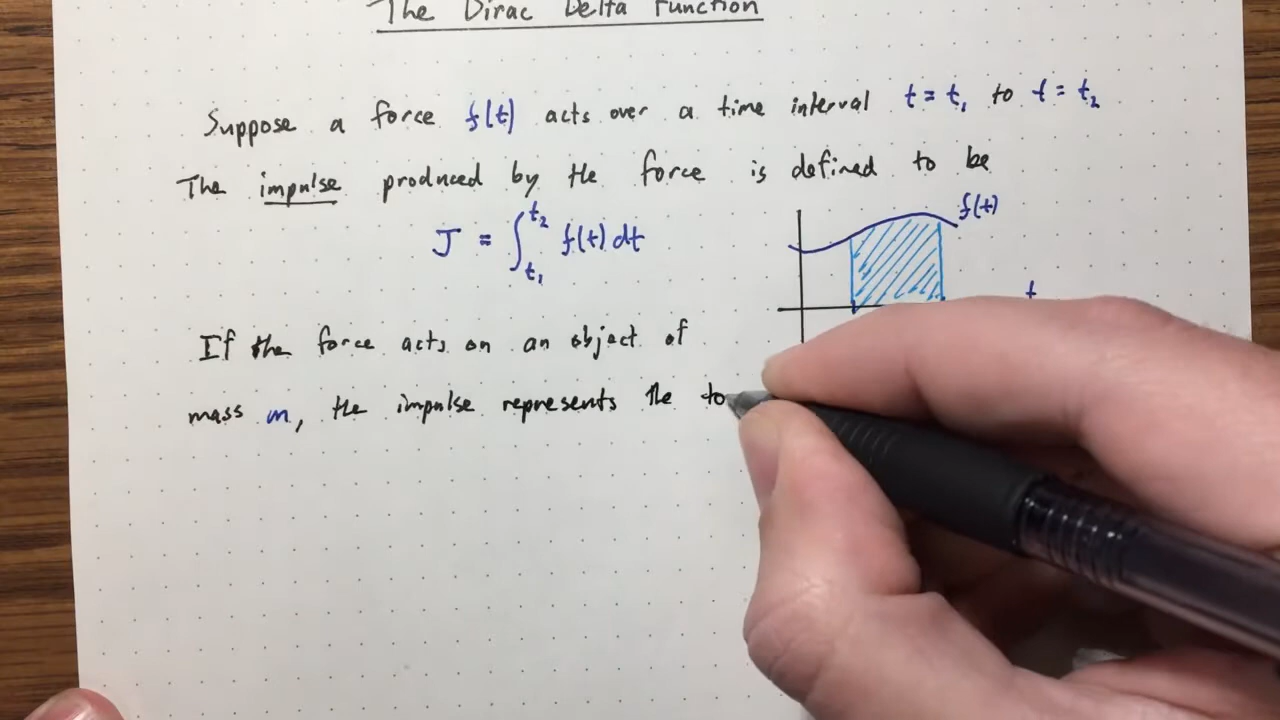 The Dirac Delta Function
Suppose a force f(t) acts over a time interval t = t₁ to t = t₂
The impulse produced by the force is defined to be
f(t)
J = ∫_{t₁}^{t₂} f(t) dt
t
If the force acts on an object of
mass m, the impulse represents the to